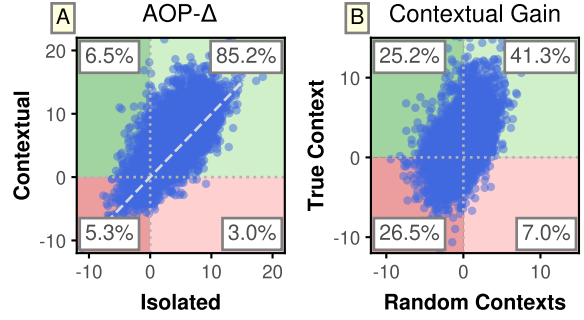 A AOP-Δ
20
10
0
-10
6.5%
85.2%
5.3%
3.0%
Contextual
-10 0 10 20
Isolated
B Contextual Gain
10
0
-10
25.2%
41.3%
26.5%
7.0%
True Context
-10 0 10
Random Contexts